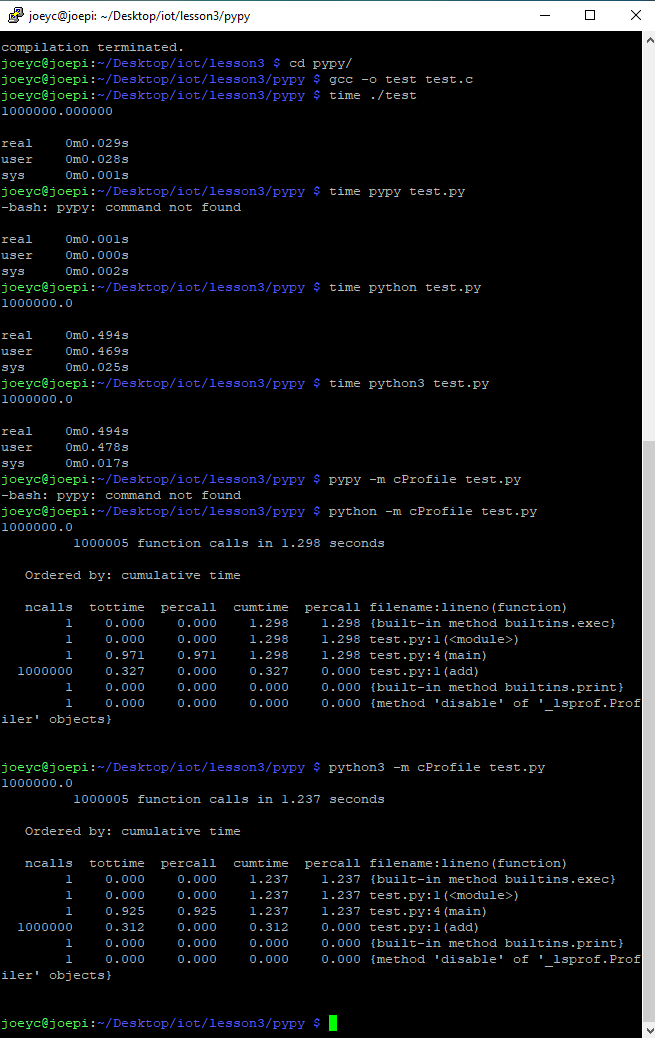 joeyc@joepi: ~/Desktop/iot/lesson3/pypy
compilation terminated.
joeyc@joepi:~/Desktop/iot/lesson3 $ cd pypy/
joeyc@joepi:~/Desktop/iot/lesson3/pypy $ gcc -o test test.c
joeyc@joepi:~/Desktop/iot/lesson3/pypy $ time ./test
1000000.000000

real    0m0.029s
user    0m0.028s
sys     0m0.001s
joeyc@joepi:~/Desktop/iot/lesson3/pypy $ time pypy test.py
-bash: pypy: command not found

real    0m0.001s
user    0m0.000s
sys     0m0.002s
joeyc@joepi:~/Desktop/iot/lesson3/pypy $ time python test.py
1000000.0

real    0m0.494s
user    0m0.469s
sys     0m0.025s
joeyc@joepi:~/Desktop/iot/lesson3/pypy $ time python3 test.py
1000000.0

real    0m0.494s
user    0m0.478s
sys     0m0.017s
joeyc@joepi:~/Desktop/iot/lesson3/pypy $ pypy -m cProfile test.py
-bash: pypy: command not found
joeyc@joepi:~/Desktop/iot/lesson3/pypy $ python -m cProfile test.py
1000000.0
         1000005 function calls in 1.298 seconds

   Ordered by: cumulative time

   ncalls  tottime  percall  cumtime  percall filename:lineno(function)
        1    0.000    0.000    1.298    1.298 {built-in method builtins.exec}
        1    0.000    0.000    1.298    1.298 test.py:1(<module>)
        1    0.971    0.971    1.298    1.298 test.py:4(main)
  1000000    0.327    0.000    0.327    0.000 test.py:1(add)
        1    0.000    0.000    0.000    0.000 {built-in method builtins.print}
        1    0.000    0.000    0.000    0.000 {method 'disable' of '_lsprof.Prof
iler' objects}

joeyc@joepi:~/Desktop/iot/lesson3/pypy $ python3 -m cProfile test.py
1000000.0
         1000005 function calls in 1.237 seconds

   Ordered by: cumulative time

   ncalls  tottime  percall  cumtime  percall filename:lineno(function)
        1    0.000    0.000    1.237    1.237 {built-in method builtins.exec}
        1    0.000    0.000    1.237    1.237 test.py:1(<module>)
        1    0.925    0.925    1.237    1.237 test.py:4(main)
  1000000    0.312    0.000    0.312    0.000 test.py:1(add)
        1    0.000    0.000    0.000    0.000 {built-in method builtins.print}
        1    0.000    0.000    0.000    0.000 {method 'disable' of '_lsprof.Prof
iler' objects}

joeyc@joepi:~/Desktop/iot/lesson3/pypy $